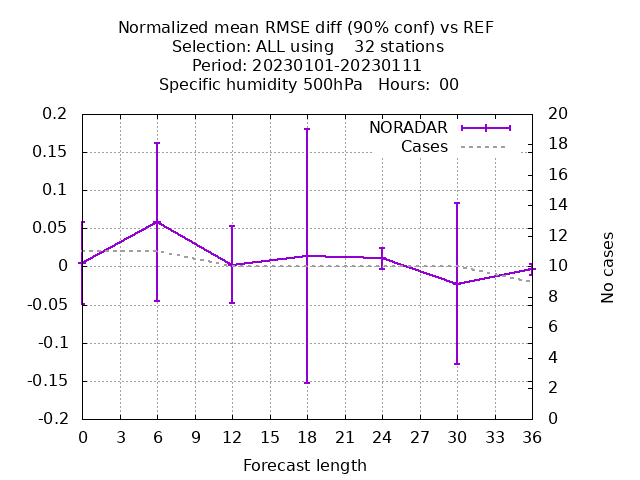 Normalized mean RMSE diff (90% conf) vs REF
Selection: ALL using    32 stations
Period: 20230101-20230111
Specific humidity 500hPa   Hours:  00
NORADAR
Cases
0.2
0.15
0.1
0.05
0
-0.05
-0.1
-0.15
-0.2
20
18
16
14
12
10
8
6
4
2
0
No cases
0 3 6 9 12 15 18 21 24 27 30 33 36
Forecast length